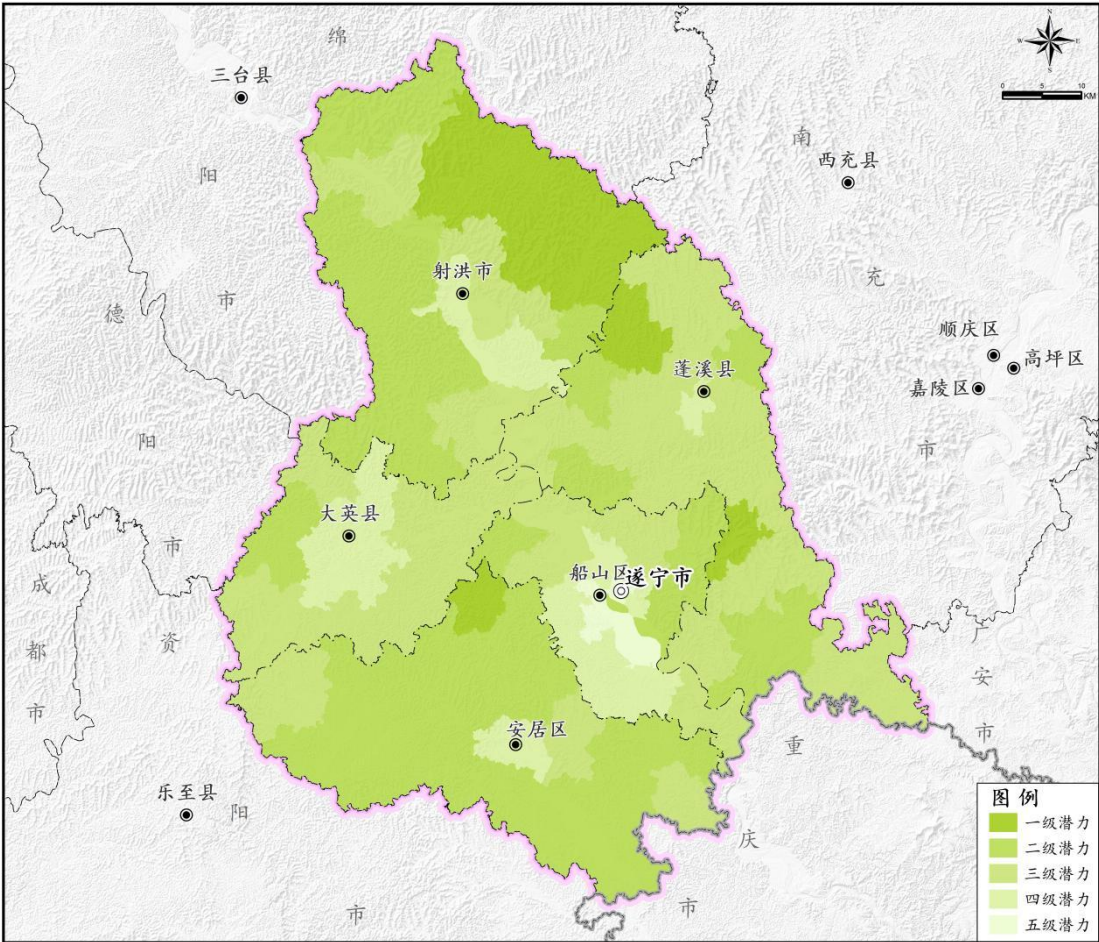 绵
三台县
阳
市
南
西充县
充
市
N
W
E
S
0 5 10
KM
射洪市
德
阳
市
顺庆区
高坪区
嘉陵区
蓬溪县
大英县
船山区
遂宁市
成
都
市
资
阳
市
广
安
市
安居区
乐至县
重
庆
市
图 例
一级潜力
二级潜力
三级潜力
四级潜力
五级潜力